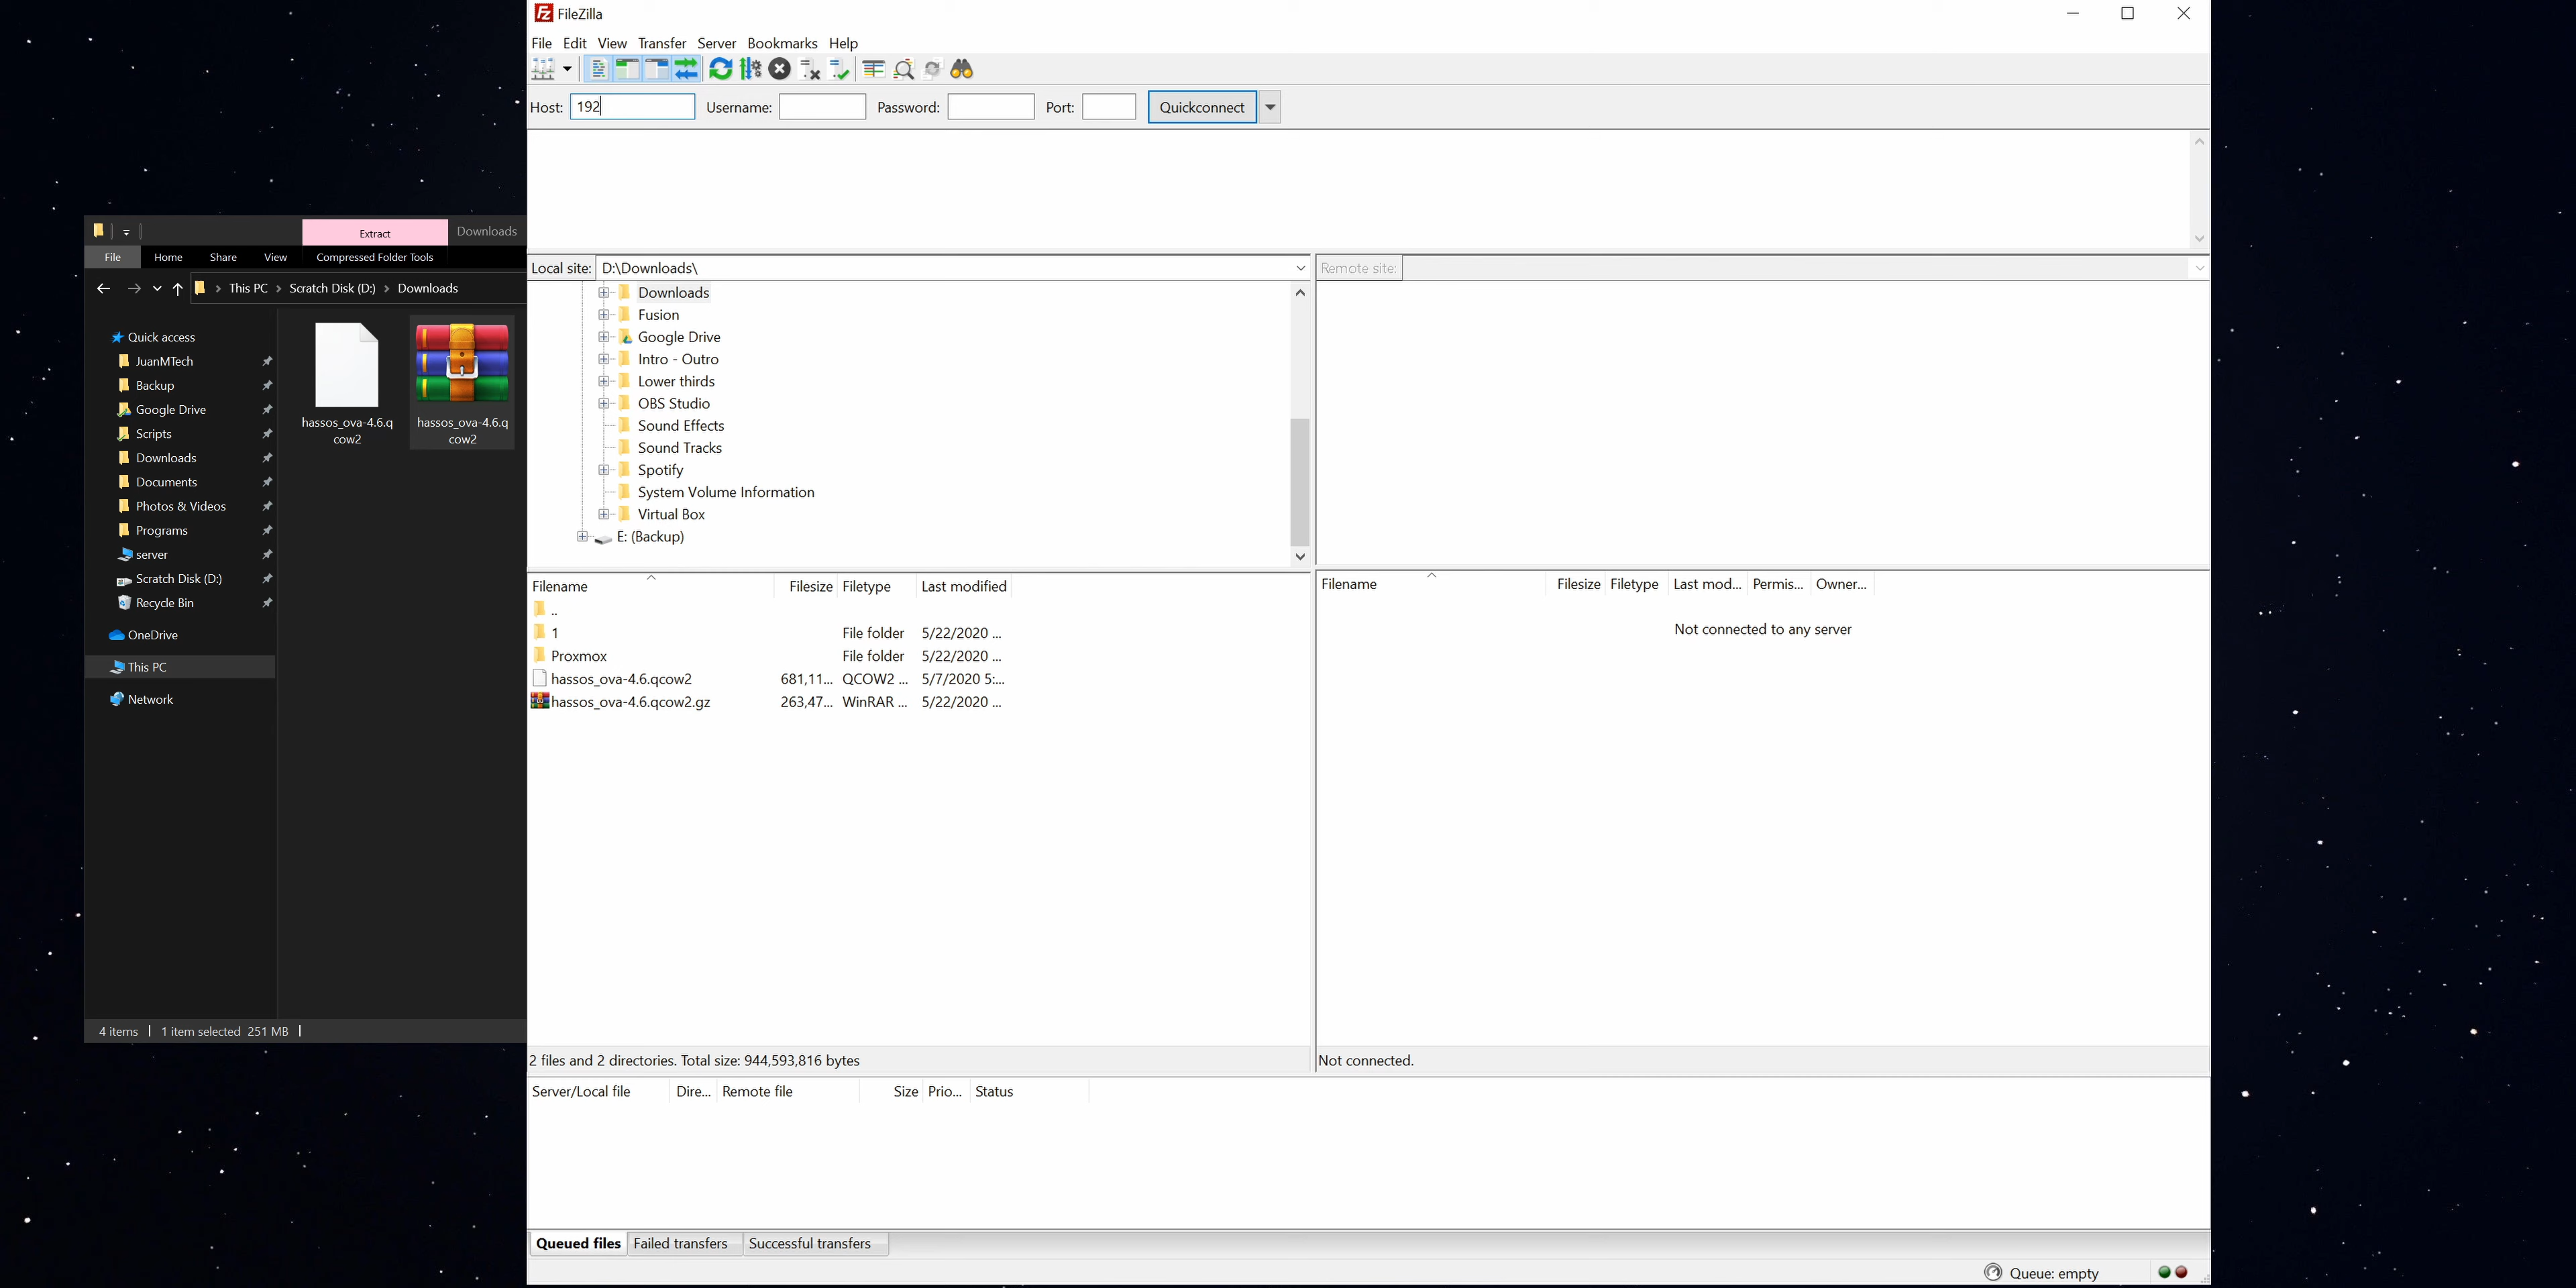 FileZilla
File Edit View Transfer Server Bookmarks Help
Host: 192 Username: Password: Port: Quickconnect
Extract Downloads
File Home Share View Compressed Folder Tools
This PC > Scratch Disk (D:) > Downloads
Quick access
JuanMTech
Backup
Google Drive
Scripts
Downloads
Documents
Photos & Videos
Programs
server
Scratch Disk (D:)
Recycle Bin
OneDrive
This PC
Network
hassos_ova-4.6.q
cow2
hassos_ova-4.6.q
cow2
4 items 1 item selected 251 MB
Local site: D:\Downloads\
Downloads
Fusion
Google Drive
Intro - Outro
Lower thirds
OBS Studio
Sound Effects
Sound Tracks
Spotify
System Volume Information
Virtual Box
E: (Backup)
Remote site:
Filename Filesize Filetype Last modified
..
1 File folder 5/22/2020 ...
Proxmox File folder 5/22/2020 ...
hassos_ova-4.6.qcow2 681,11... QCOW2 ... 5/7/2020 5:...
hassos_ova-4.6.qcow2.gz 263,47... WinRAR ... 5/22/2020 ...
2 files and 2 directories. Total size: 944,593,816 bytes
Filename Filesize Filetype Last mod... Permis... Owner...
Not connected to any server
Not connected.
Server/Local file Dire... Remote file Size Prio... Status
Queued files Failed transfers Successful transfers
Queue: empty